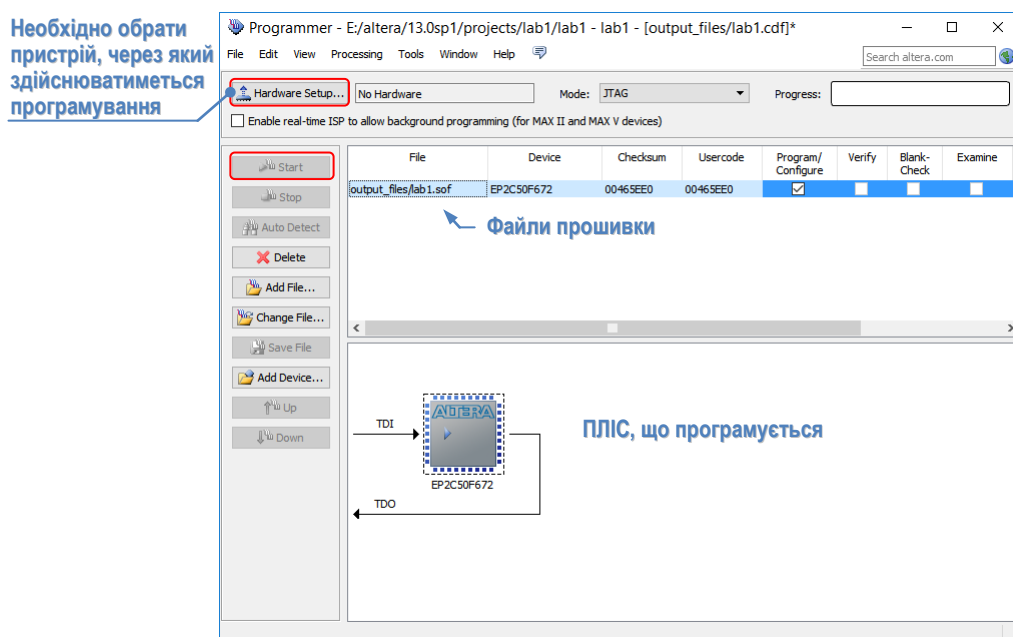 Необхідно обрати
пристрій, через який
здійснюватиметься
програмування
Programmer - E:/altera/13.0sp1/projects/lab1/lab1 - lab1 - [output_files/lab1.cdf]*
File Edit View Processing Tools Window Help
Search altera.com
Hardware Setup... No Hardware Mode: JTAG Progress:
Enable real-time ISP to allow background programming (for MAX II and MAX V devices)
Start
Stop
Auto Detect
Delete
Add File...
Change File...
Save File
Add Device...
Up
Down
File Device Checksum Usercode Program/ Verify Blank- Examine
Configure Check
output_files/lab1.sof EP2C50F672 00465EE0 00465EE0
Файли прошивки
ALTERA
TDI
EP2C50F672
TDO
ПЛІС, що програмується